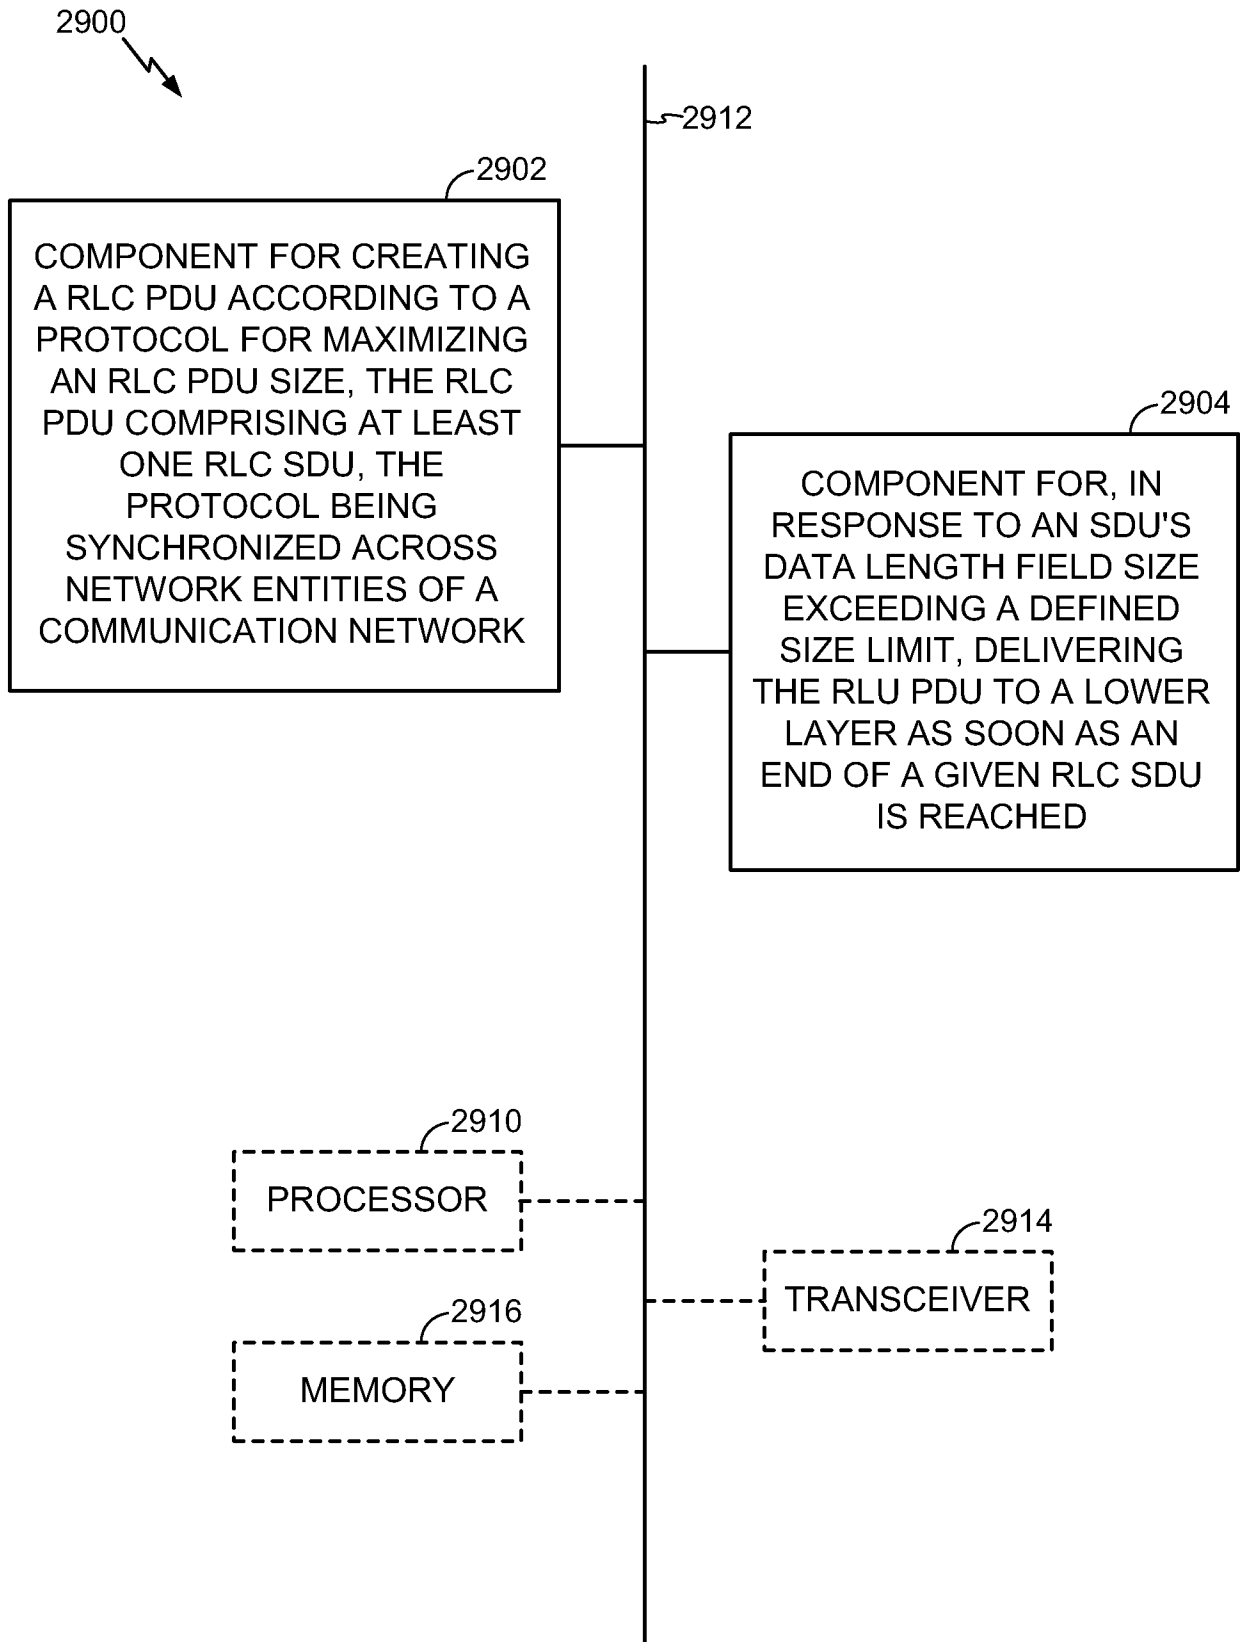 2900
2912
2902
COMPONENT FOR CREATING
A RLC PDU ACCORDING TO A
PROTOCOL FOR MAXIMIZING
AN RLC PDU SIZE, THE RLC
PDU COMPRISING AT LEAST
ONE RLC SDU, THE
PROTOCOL BEING
SYNCHRONIZED ACROSS
NETWORK ENTITIES OF A
COMMUNICATION NETWORK
2904
COMPONENT FOR, IN
RESPONSE TO AN SDU'S
DATA LENGTH FIELD SIZE
EXCEEDING A DEFINED
SIZE LIMIT, DELIVERING
THE RLU PDU TO A LOWER
LAYER AS SOON AS AN
END OF A GIVEN RLC SDU
IS REACHED
2910
PROCESSOR
2914
TRANSCEIVER
2916
MEMORY